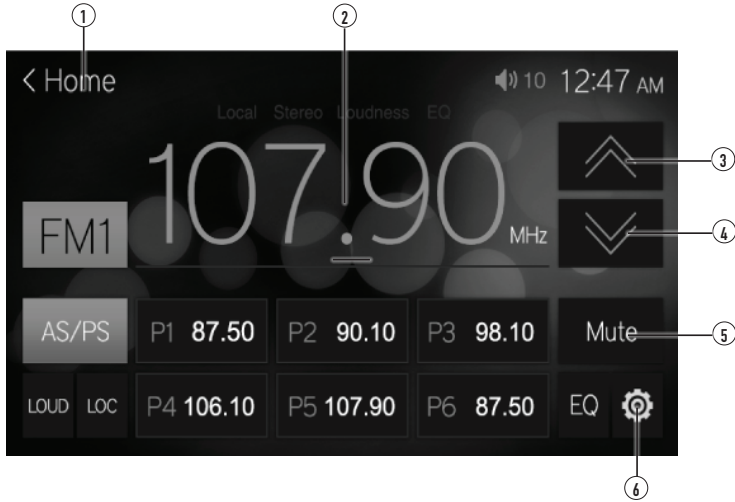 1 2
< Home 10 12:47 AM
Local Stereo Loudness EQ
107.90 MHz
3
FM1
4
AS/PS P1 87.50 P2 90.10 P3 98.10 Mute
5
LOUD LOC P4 106.10 P5 107.90 P6 87.50 EQ
6